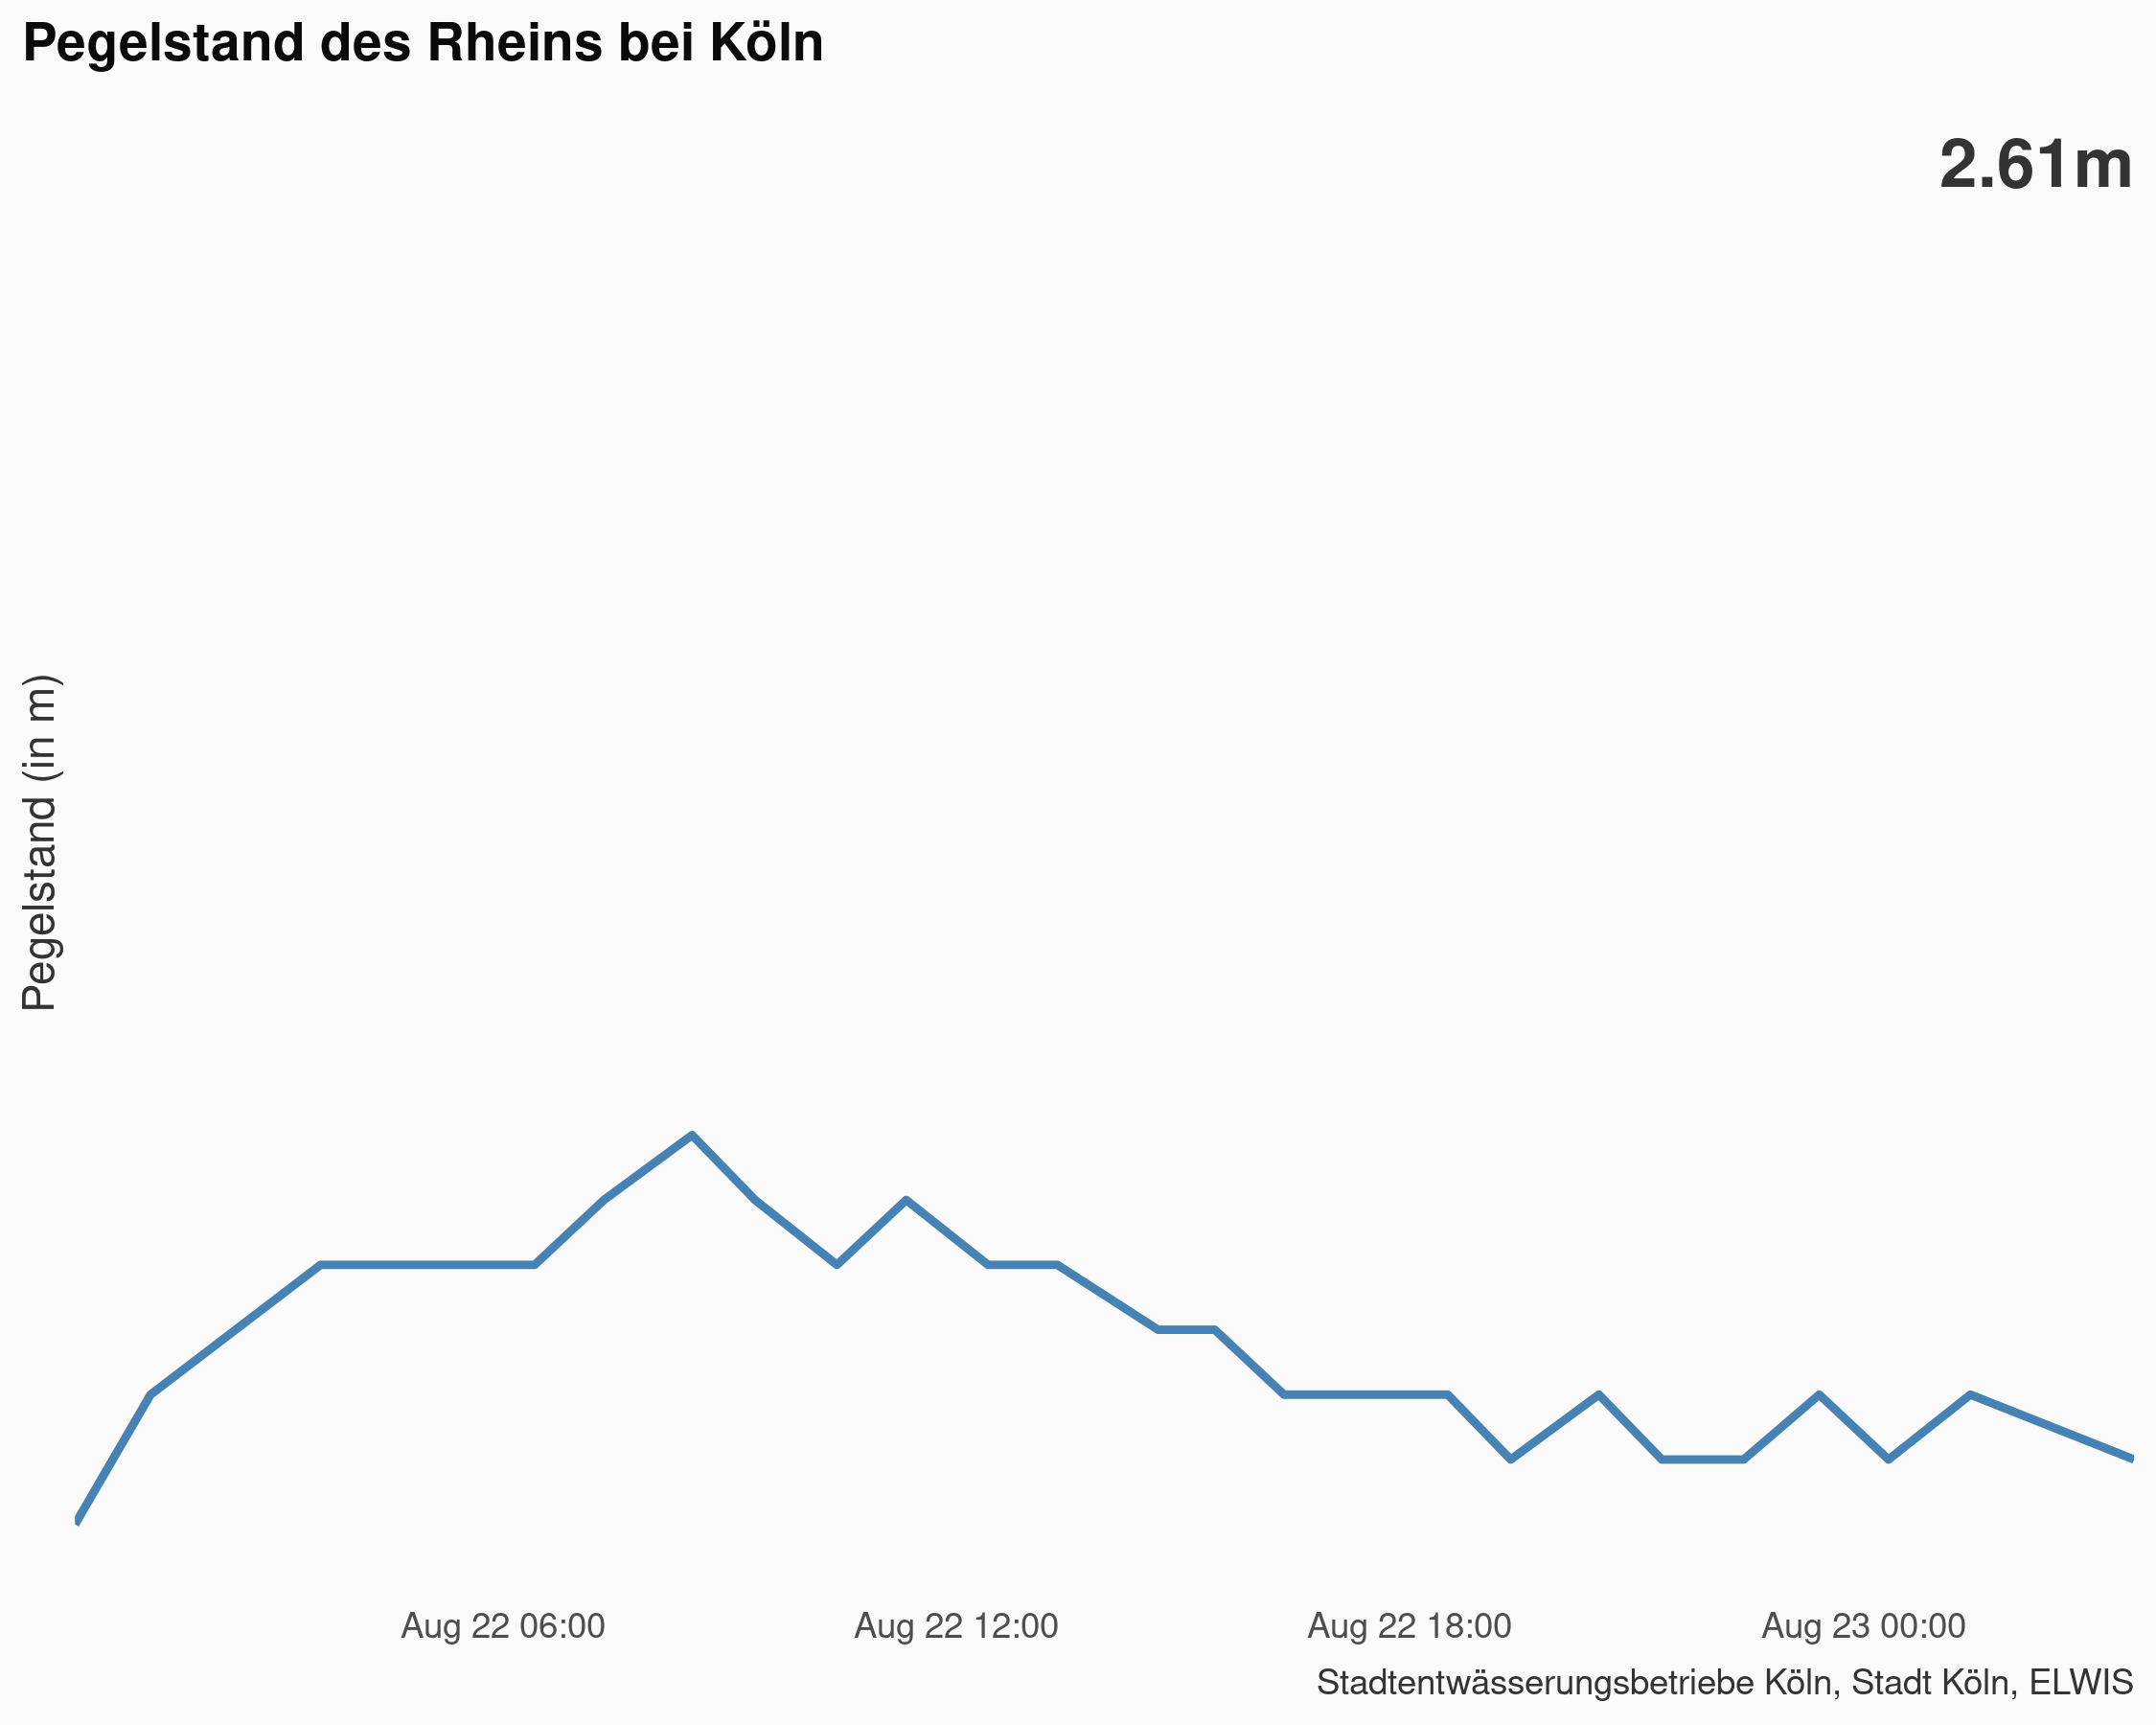 Pegelstand des Rheins bei Köln
2.61m
Pegelstand (in m)
Aug 22 06:00
Aug 22 12:00
Aug 22 18:00
Aug 23 00:00
Stadtentwässerungsbetriebe Köln, Stadt Köln, ELWIS